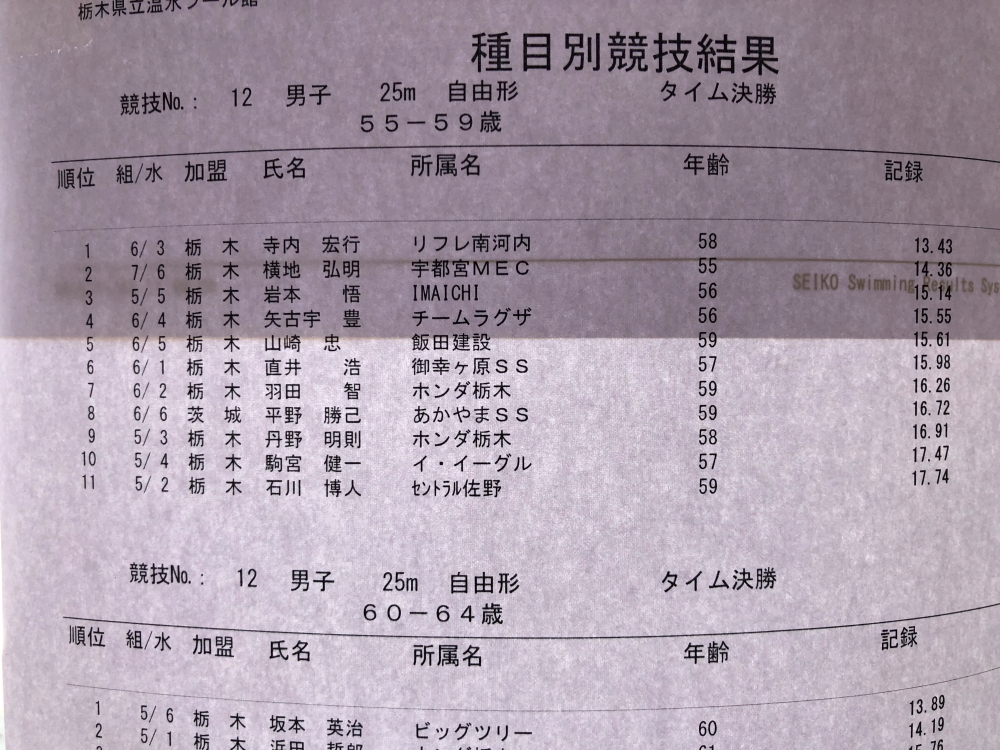 栃木県立温水プール館
種目別競技結果
競技No.: 12 男子 25m 自由形 タイム決勝
55-59歳
順位 組/水 加盟 氏名 所属名 年齢 記録
1 6/ 3 栃 木 寺内 宏行 リフレ南河内 58 13.43
2 7/ 6 栃 木 横地 弘明 宇都宮MEC 55 14.36
SEIKO Swimming Results Sys
3 5/ 5 栃 木 岩本 悟 IMAICHI 56 15.14
4 6/ 4 栃 木 矢古宇 豊 チームラグザ 56 15.55
5 6/ 5 栃 木 山崎 忠 飯田建設 59 15.61
6 6/ 1 栃 木 直井 浩 御幸ヶ原SS 57 15.98
7 6/ 2 栃 木 羽田 智 ホンダ栃木 59 16.26
8 6/ 6 茨 城 平野 勝己 あかやまSS 59 16.72
9 5/ 3 栃 木 丹野 明則 ホンダ栃木 58 16.91
10 5/ 4 栃 木 駒宮 健一 イ・イーグル 57 17.47
11 5/ 2 栃 木 石川 博人 ｾﾝﾄﾗﾙ佐野 59 17.74
競技No.: 12 男子 25m 自由形 タイム決勝
60-64歳
順位 組/水 加盟 氏名 所属名 年齢 記録
1 5/ 6 栃 木 坂本 英治 ビッグツリー 60 13.89
2 5/ 1 栃 木 浜田 哲郎 61 14.19
15.76